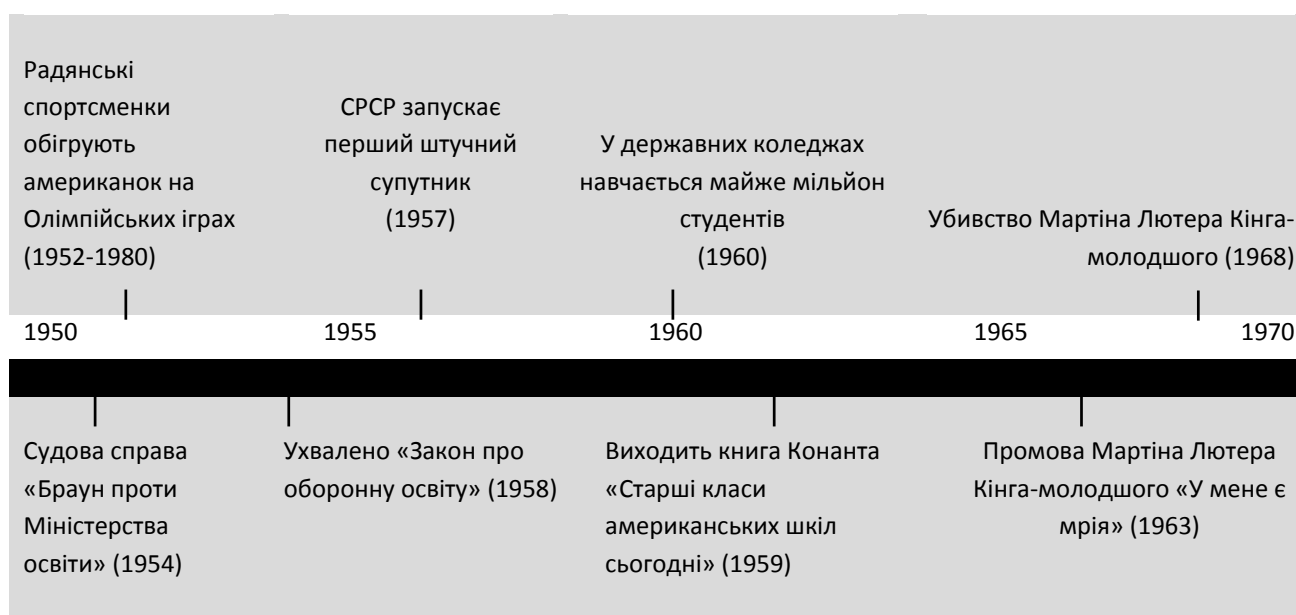 Радянські
спортсменки
обігрують
американок на
Олімпійських іграх
(1952-1980)
СРСР запускає
перший штучний
супутник
(1957)
У державних коледжах
навчається майже мільйон
студентів
(1960)
Убивство Мартіна Лютера Кінга-
молодшого (1968)
1950 1955 1960 1965 1970
Судова справа
«Браун проти
Міністерства
освіти» (1954)
Ухвалено «Закон про
оборонну освіту» (1958)
Виходить книга Конанта
«Старші класи
американських шкіл
сьогодні» (1959)
Промова Мартіна Лютера
Кінга-молодшого «У мене є
мрія» (1963)